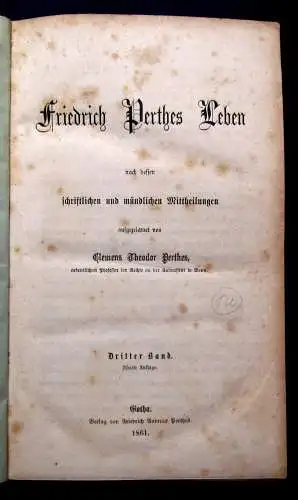 Friedrich Perthes Leben
nach dessen
schriftlichen und mündlichen Mittheilungen
aufgezeichnet von
Clemens Theodor Perthes,
ordentlichem Professor der Rechte an der Universität in Bonn.
Dritter Band.
Auflage.
Gotha.
Verlag von Friedrich Andreas Perthes.
1861.